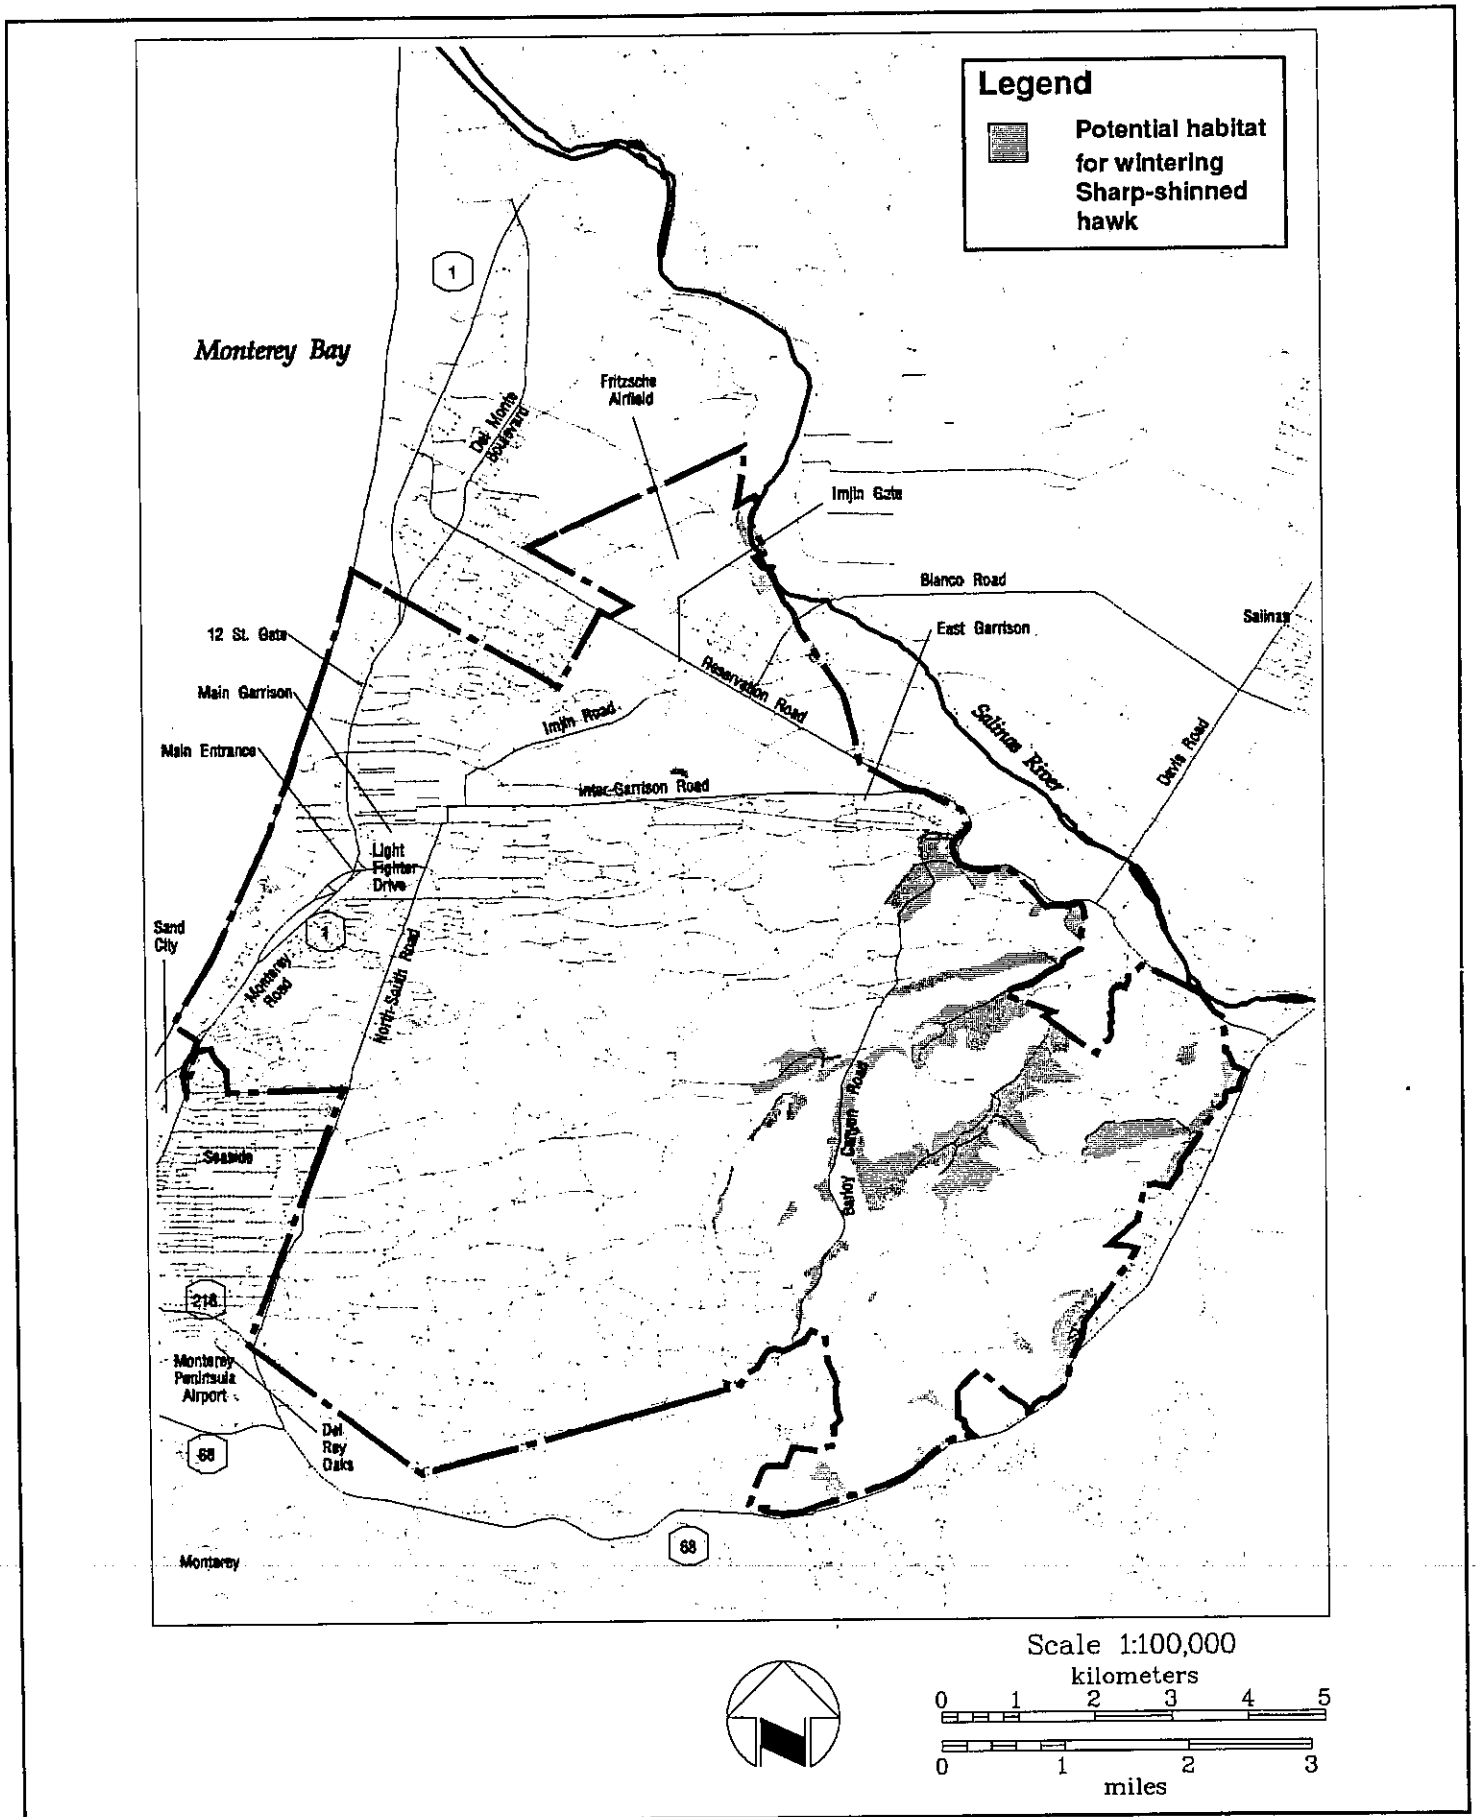 Legend
Potential habitat
for wintering
Sharp-shinned
hawk
1
Monterey Bay
Fritzsche
Airfield
Del Monte
Boulevard
Imjin Gate
Blanco Road
Salinas
12 St. Gate
East Garrison
Main Garrison
Reservation Road
Imjin Road
Salinas River
Davis Road
Main Entrance
Inter-Garrison Road
Light
Fighter
Drive
Sand
City
1
Monterey
Road
North-South Road
Barloy Canyon Road
Seaside
218
Monterey
Peninsula
Airport
Del
Rey
Oaks
68
68
Monterey
Scale 1:100,000
kilometers
0 1 2 3 4 5
0 1 2 3
miles